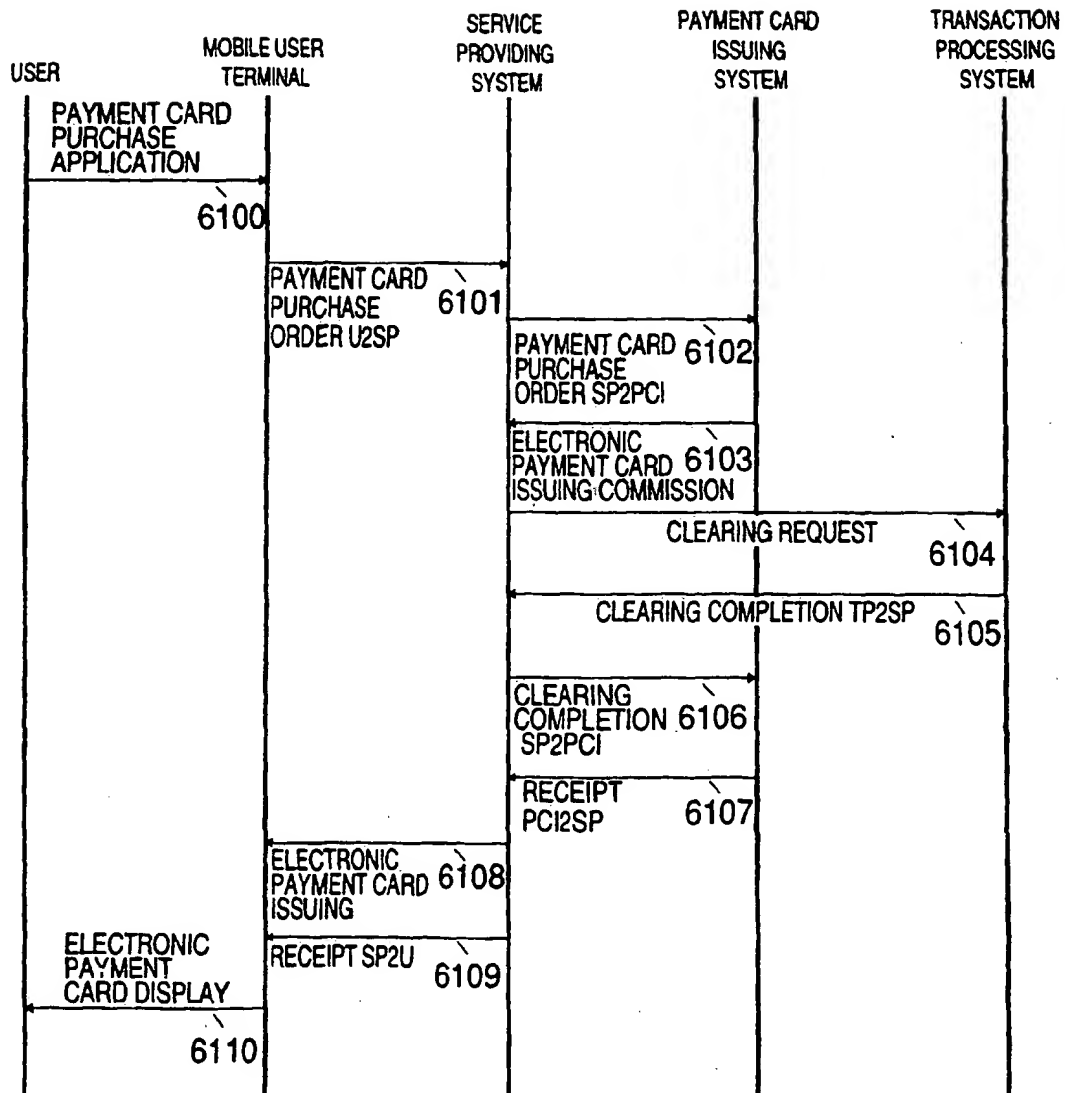 USER
MOBILE USER
TERMINAL
SERVICE
PROVIDING
SYSTEM
PAYMENT CARD
ISSUING
SYSTEM
TRANSACTION
PROCESSING
SYSTEM
PAYMENT CARD
PURCHASE
APPLICATION
6100
PAYMENT CARD
PURCHASE
ORDER U2SP
6101
PAYMENT CARD
PURCHASE
ORDER SP2PCI
6102
ELECTRONIC
PAYMENT CARD
ISSUING COMMISSION
6103
CLEARING REQUEST
6104
CLEARING COMPLETION TP2SP
6105
CLEARING
COMPLETION
SP2PCI
6106
RECEIPT
PCI2SP
6107
ELECTRONIC
PAYMENT CARD
ISSUING
6108
RECEIPT SP2U
6109
ELECTRONIC
PAYMENT
CARD DISPLAY
6110